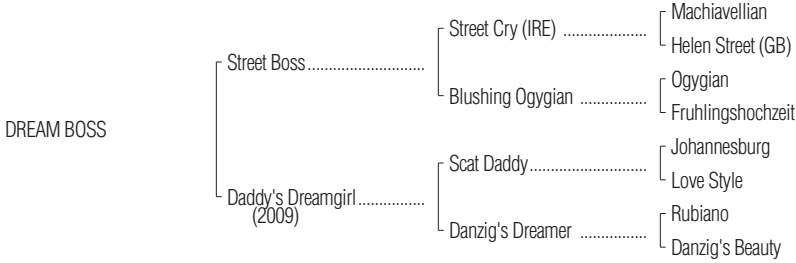 Machiavellian
Street Cry (IRE) ....................
Helen Street (GB)
Street Boss............................
Ogygian
Blushing Ogygian ................
Fruhlingshochzeit
DREAM BOSS
Johannesburg
Scat Daddy............................
Love Style
Daddy's Dreamgirl................
(2009)
Rubiano
Danzig's Dreamer ................
Danzig's Beauty